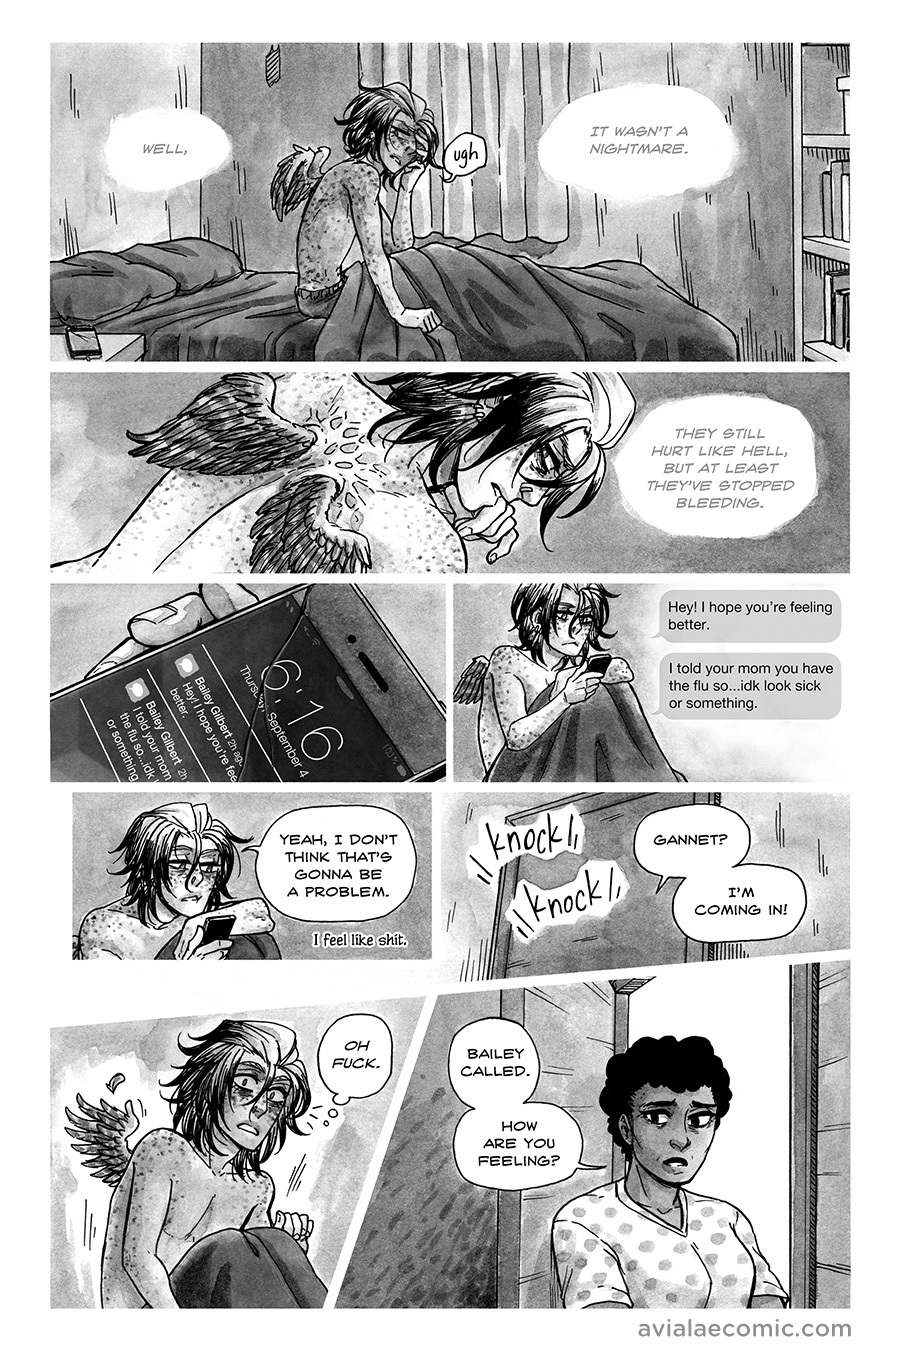 WELL,
ugh
IT WASN'T A
NIGHTMARE.
THEY STILL
HURT LIKE HELL,
BUT AT LEAST
THEY'VE STOPPED
BLEEDING.
6:16
Thursday, September 4
Bailey Gilbert 2h ago
Hey! I hope you're fee
better.
Bailey Gilbert 2h
I told your mom
the flu so...idk
or something
Hey! I hope you're feeling
better.
I told your mom you have
the flu so...idk look sick
or something.
YEAH, I DON'T
THINK THAT'S
GONNA BE
A PROBLEM.
I feel like shit.
knock
knock
GANNET?
I'M
COMING IN!
OH
FUCK.
BAILEY
CALLED.
HOW
ARE YOU
FEELING?
avialaecomic.com